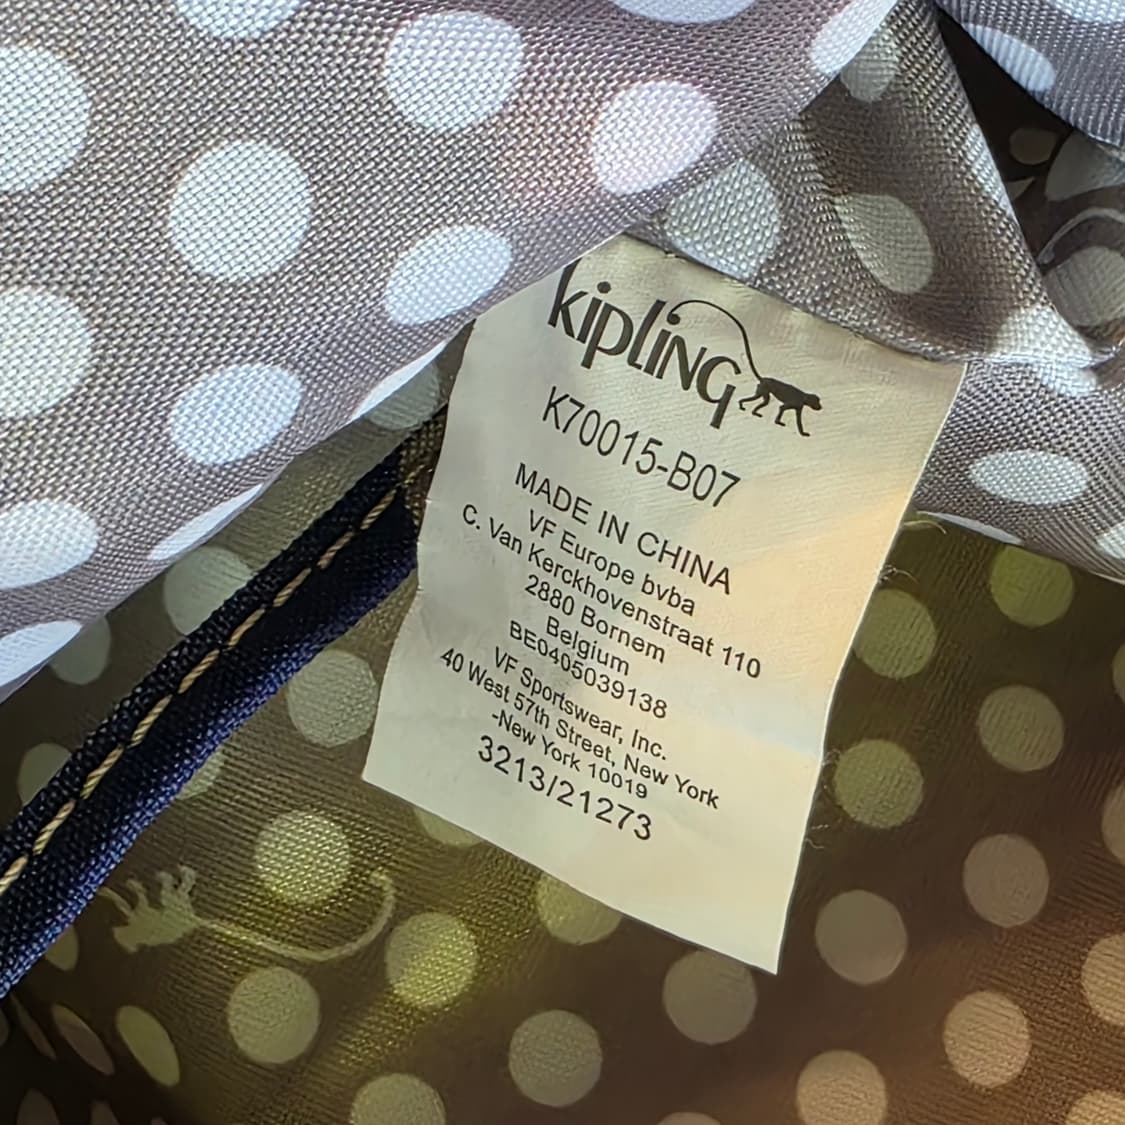 kipling
K70015-B07
MADE IN CHINA
VF Europe bvba
C. Van Kerckhovenstraat 110
2880 Bornem
Belgium
BE0405039138
VF Sportswear, Inc.
40 West 57th Street, New York
-New York 10019
3213/21273